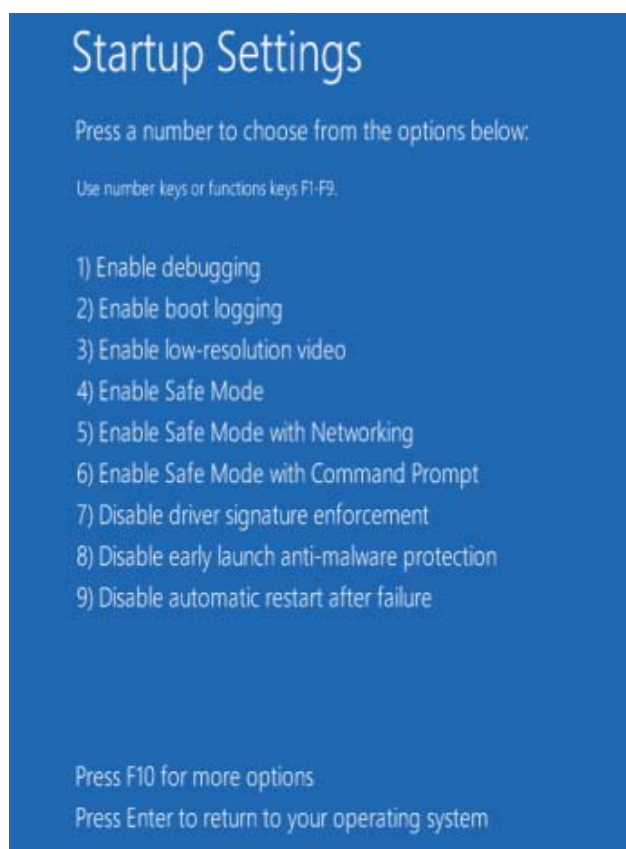 Startup Settings
Press a number to choose from the options below:
Use number keys or functions keys F1-F9.
1) Enable debugging
2) Enable boot logging
3) Enable low-resolution video
4) Enable Safe Mode
5) Enable Safe Mode with Networking
6) Enable Safe Mode with Command Prompt
7) Disable driver signature enforcement
8) Disable early launch anti-malware protection
9) Disable automatic restart after failure
Press F10 for more options
Press Enter to return to your operating system